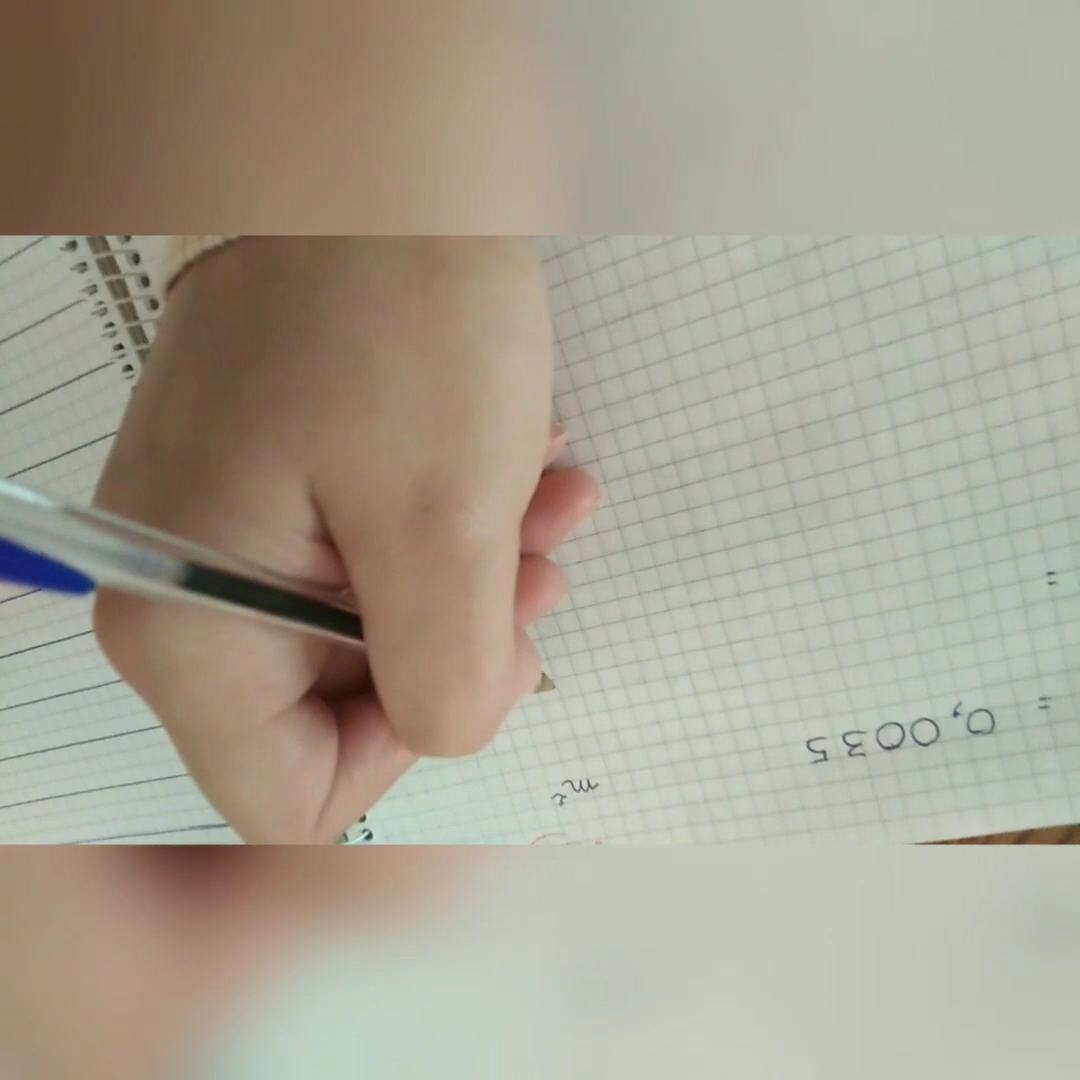 m²
= 0,0035
=